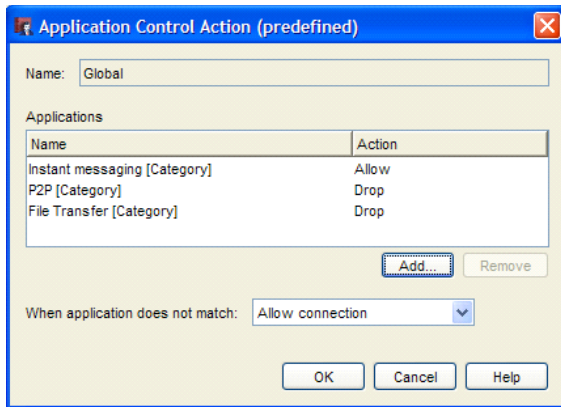 Application Control Action (predefined)
Name: Global
Applications
Name Action
Instant messaging [Category] Allow
P2P [Category] Drop
File Transfer [Category] Drop
Add... Remove
When application does not match: Allow connection
OK Cancel Help